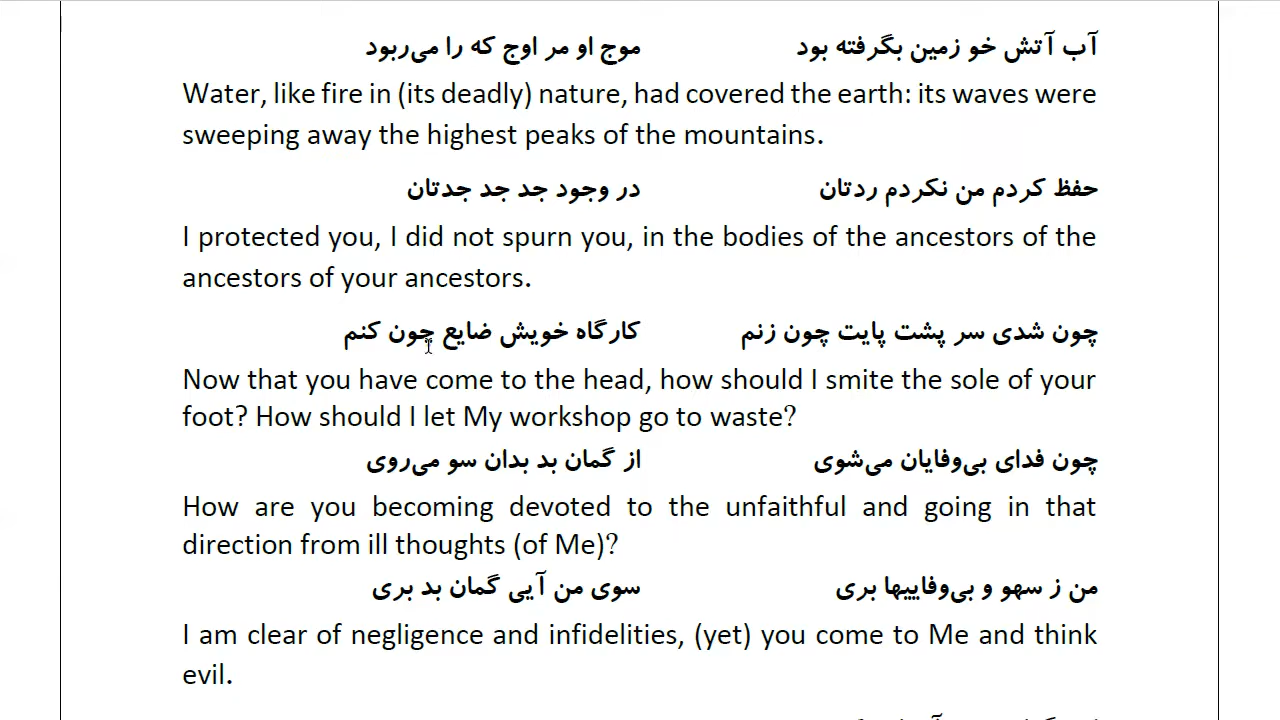 آب آتش خو زمین بگرفته بود موج او مر اوج که را می‌ربود
Water, like fire in (its deadly) nature, had covered the earth: its waves were
sweeping away the highest peaks of the mountains.
حفظ کردم من نکردم ردتان در وجود جد جد جدتان
I protected you, I did not spurn you, in the bodies of the ancestors of the
ancestors of your ancestors.
چون شدی سر پشت پایت چون زنم کارگاه خویش ضایع چون کنم
Now that you have come to the head, how should I smite the sole of your
foot? How should I let My workshop go to waste?
چون فدای بی‌وفایان می‌شوی از گمان بد بدان سو می‌روی
How are you becoming devoted to the unfaithful and going in that
direction from ill thoughts (of Me)?
من ز سهو و بی‌وفاییها بری سوی من آیی گمان بد بری
I am clear of negligence and infidelities, (yet) you come to Me and think
evil.